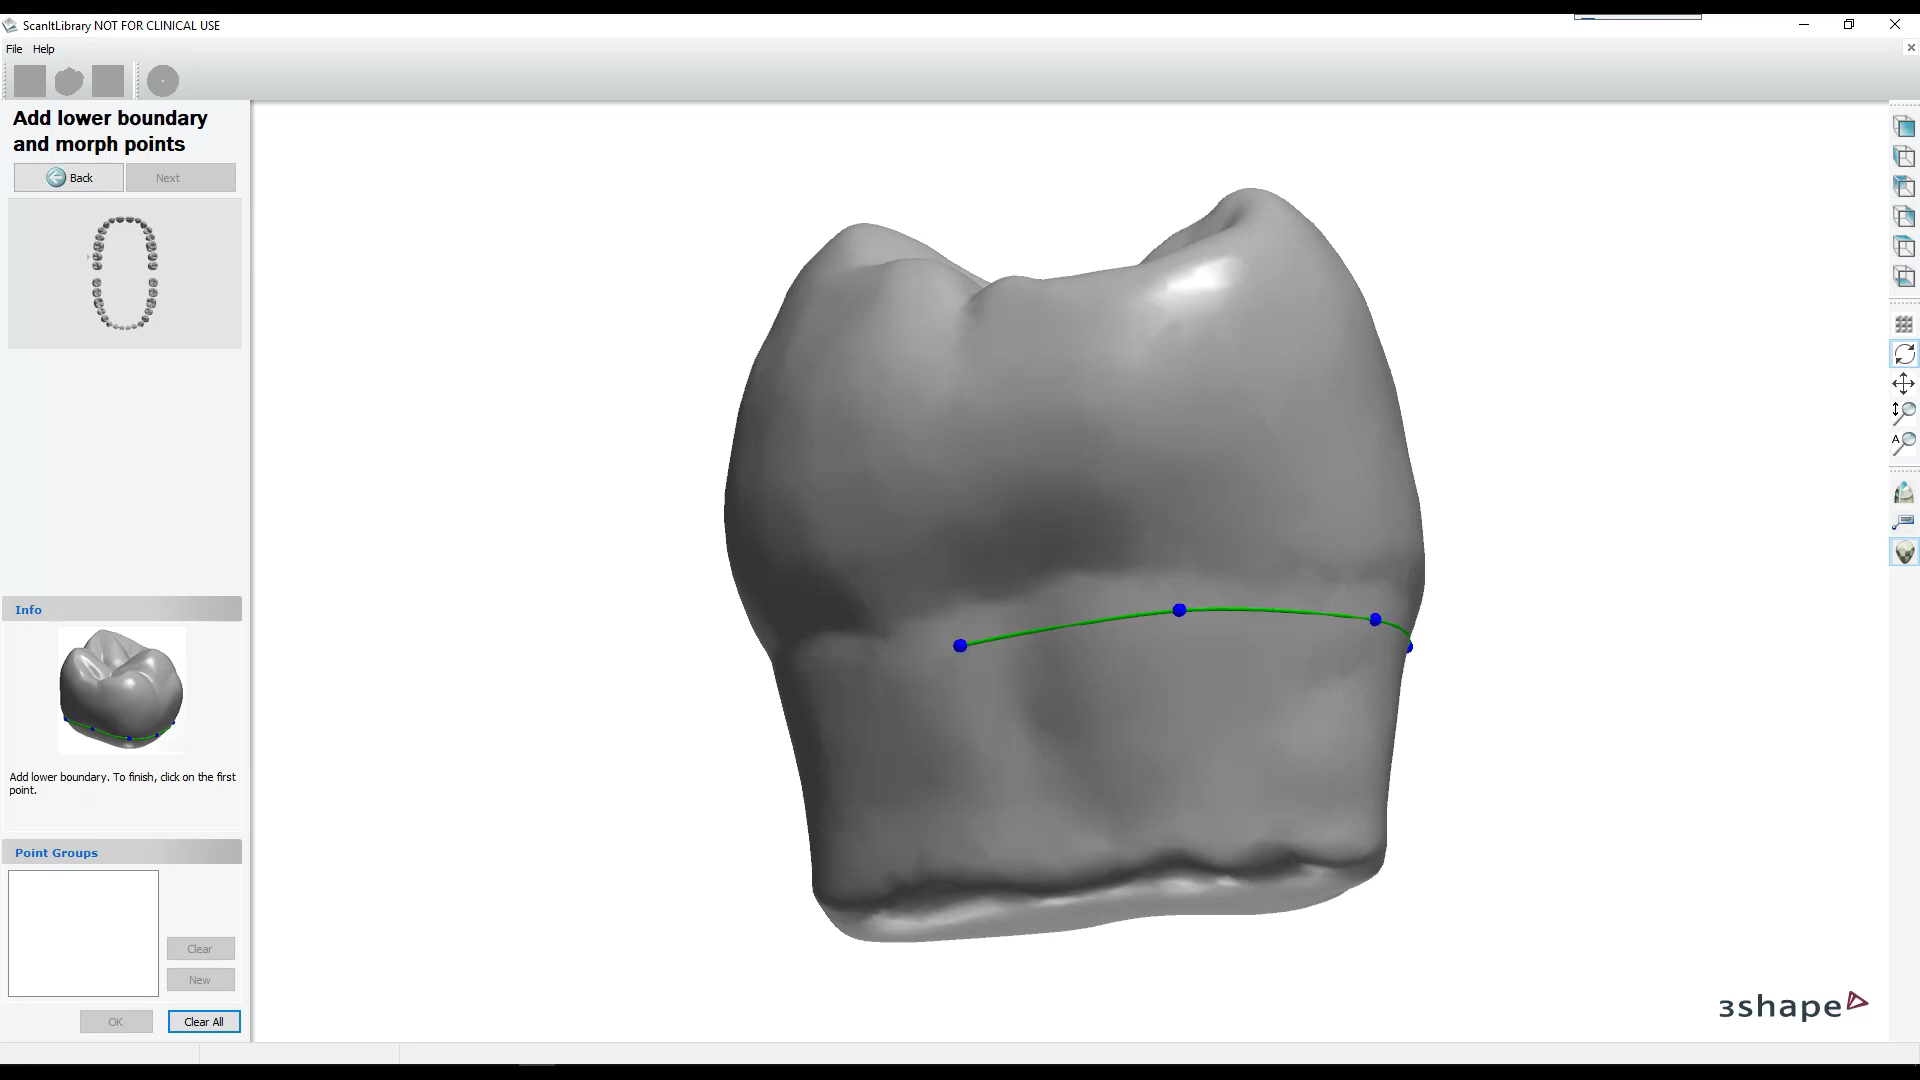 ScanItLibrary NOT FOR CLINICAL USE
File Help
Add lower boundary
and morph points
Back Next
Info
Add lower boundary. To finish, click on the first
point.
Point Groups
Clear
New
OK Clear All
A
3shape